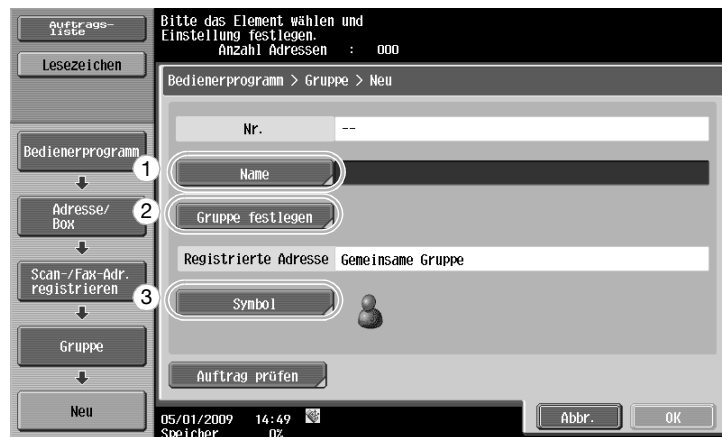 Auftrags-
liste
Lesezeichen
Bitte das Element wählen und
Einstellung festlegen.
Anzahl Adressen : 000
Bedienerprogramm > Gruppe > Neu
Nr. --
Bedienerprogramm
1 Name
Adresse/
Box
2 Gruppe festlegen
Registrierte Adresse Gemeinsame Gruppe
Scan-/Fax-Adr.
registrieren
3 Symbol
Gruppe
Auftrag prüfen
Neu
05/01/2009 14:49
Speicher 0%
Abbr. OK